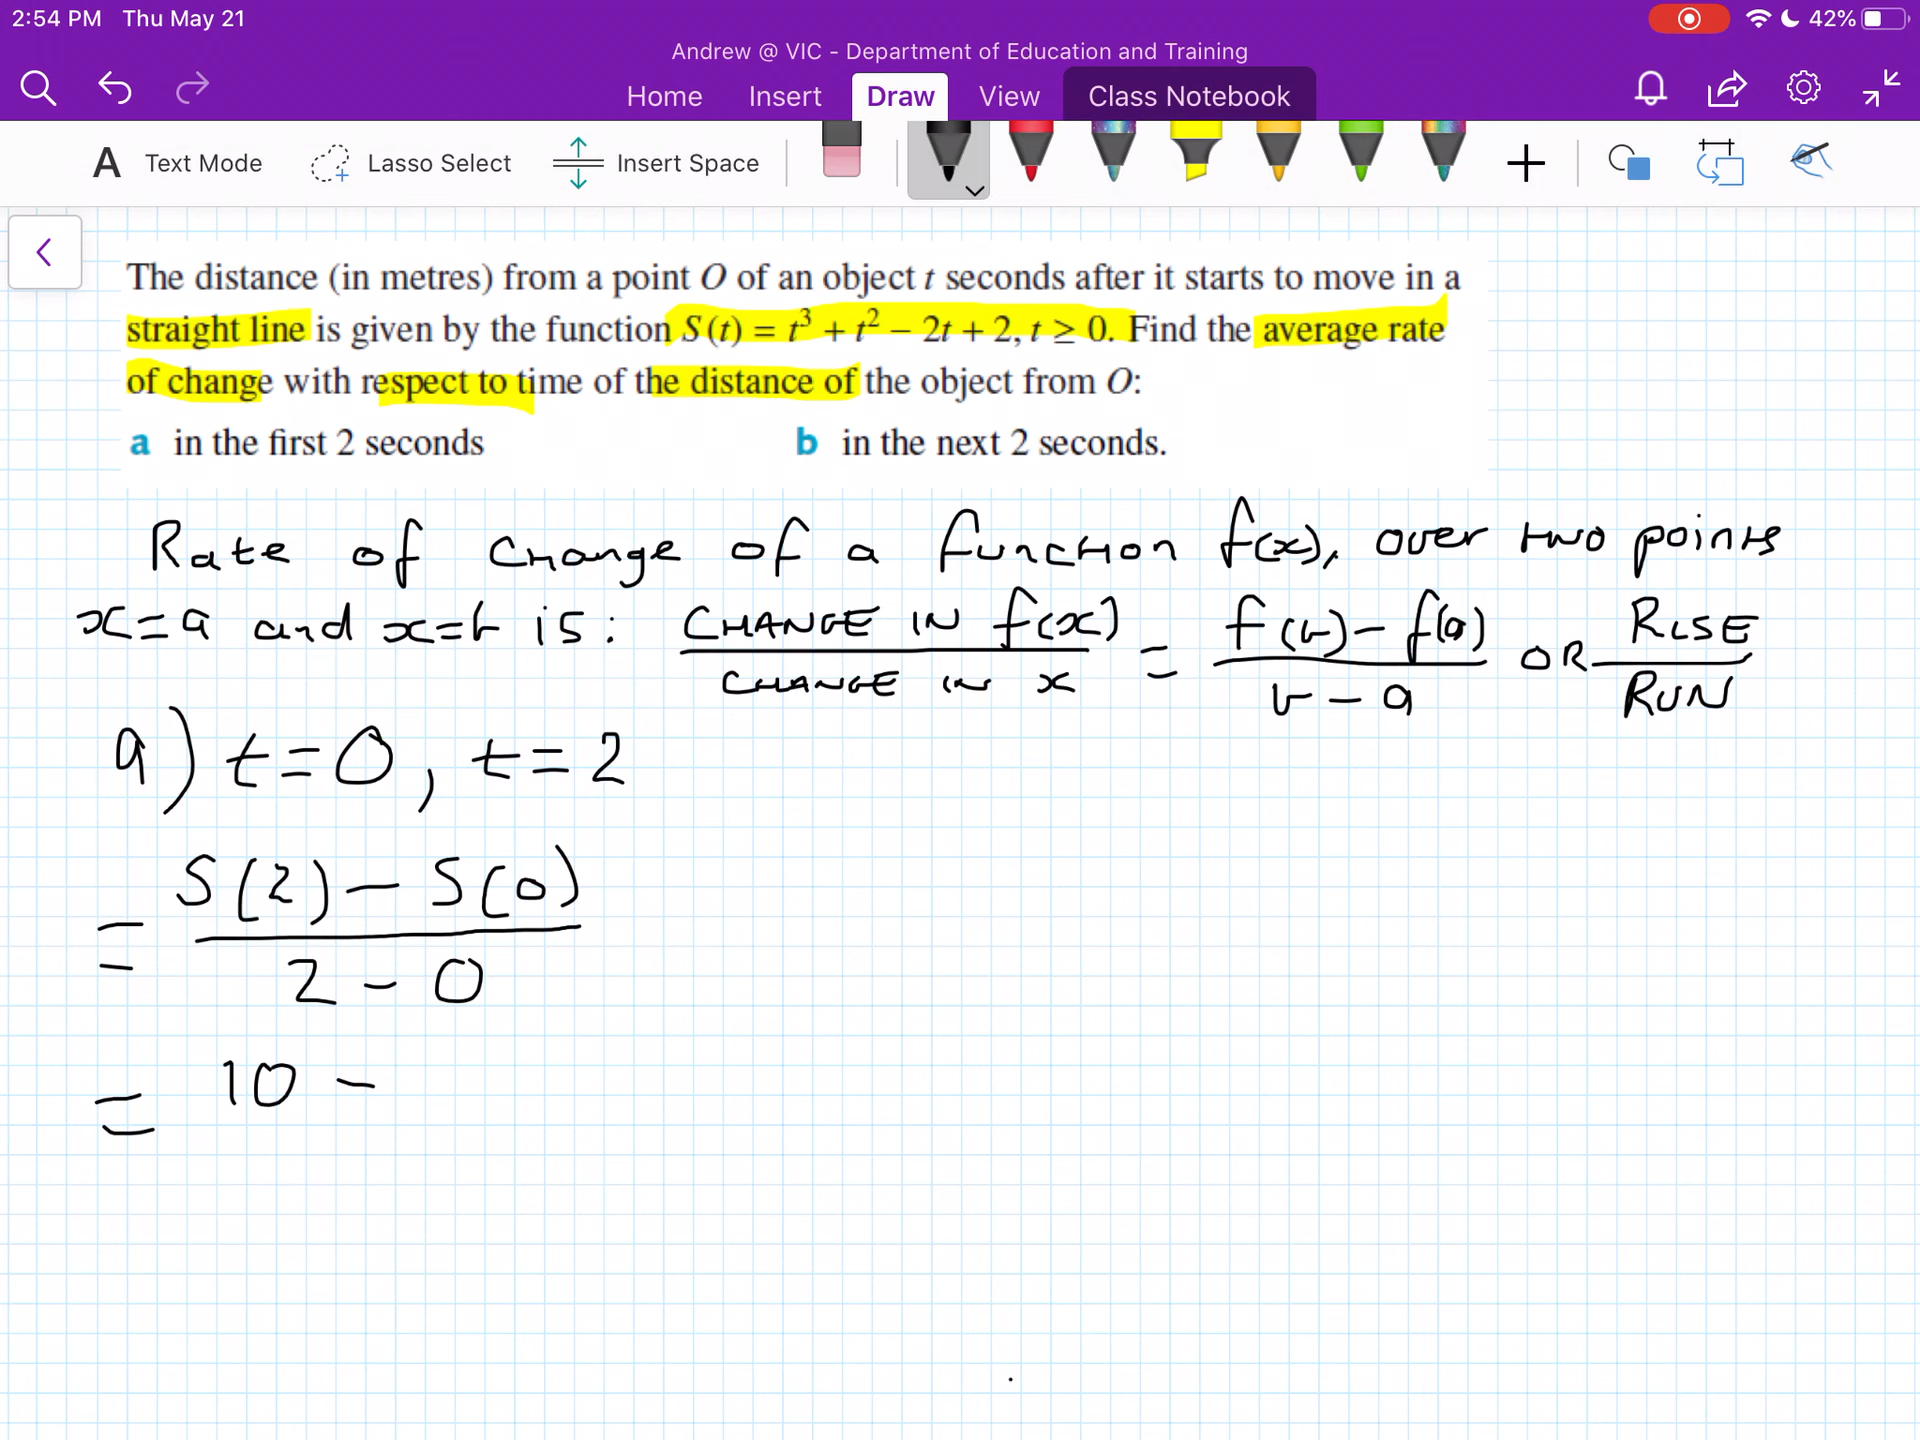 2:54 PM Thu May 21
42%
Andrew @ VIC - Department of Education and Training
Home Insert Draw View Class Notebook
A Text Mode Lasso Select Insert Space
The distance (in metres) from a point O of an object t seconds after it starts to move in a
straight line is given by the function S(t) = t³ + t² − 2t + 2, t ≥ 0. Find the average rate
of change with respect to time of the distance of the object from O:
a in the first 2 seconds b in the next 2 seconds.
Rate of change of a function f(x), over two points
x=a and x=b is: CHANGE IN f(x) / CHANGE IN x = f(b) − f(a) / b − a OR RISE / RUN
a) t=0, t=2
= S(2) − S(0) / 2 − 0
= 10 −